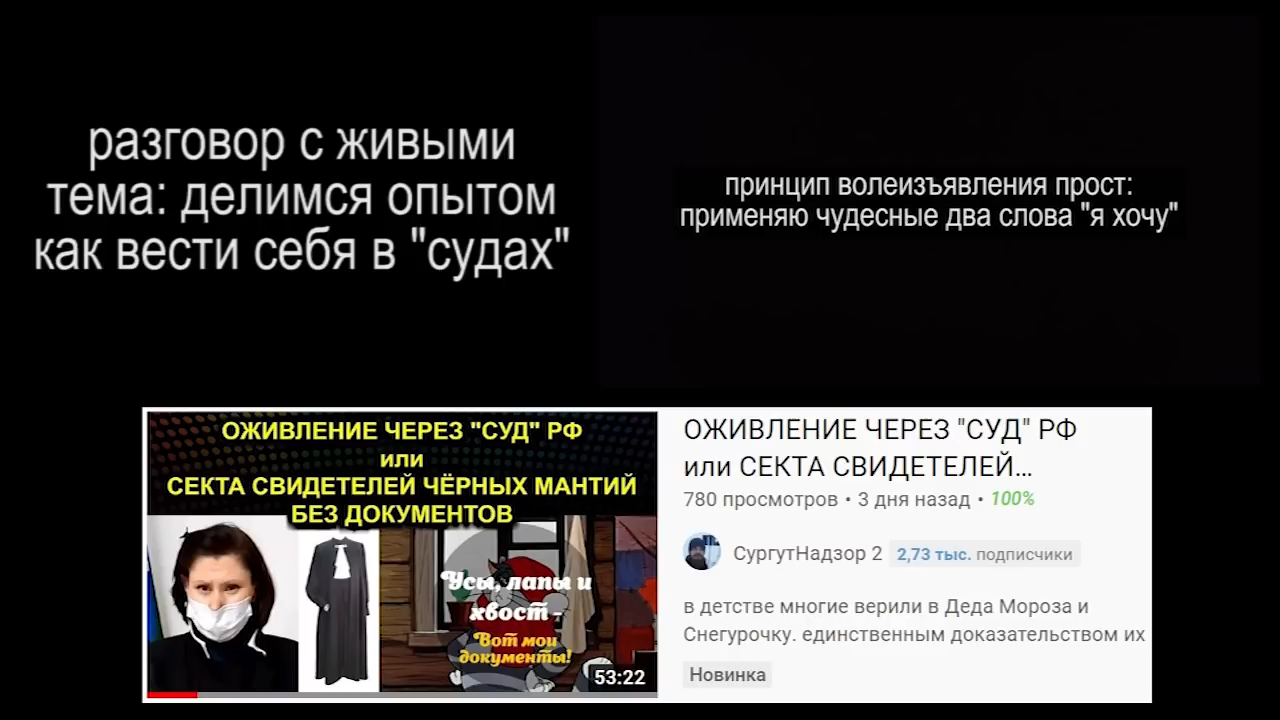 разговор с живыми
тема: делимся опытом
как вести себя в "судах"
принцип волеизъявления прост:
применяю чудесные два слова "я хочу"
ОЖИВЛЕНИЕ ЧЕРЕЗ "СУД" РФ
или
СЕКТА СВИДЕТЕЛЕЙ ЧЁРНЫХ МАНТИЙ
БЕЗ ДОКУМЕНТОВ
Усы, лапы и
хвост -
Вот мои
документы!
53:22
ОЖИВЛЕНИЕ ЧЕРЕЗ "СУД" РФ
или СЕКТА СВИДЕТЕЛЕЙ...
780 просмотров • 3 дня назад • 100%
СургутНадзор 2 2,73 тыс. подписчики
в детстве многие верили в Деда Мороза и
Снегурочку. единственным доказательством их
Новинка